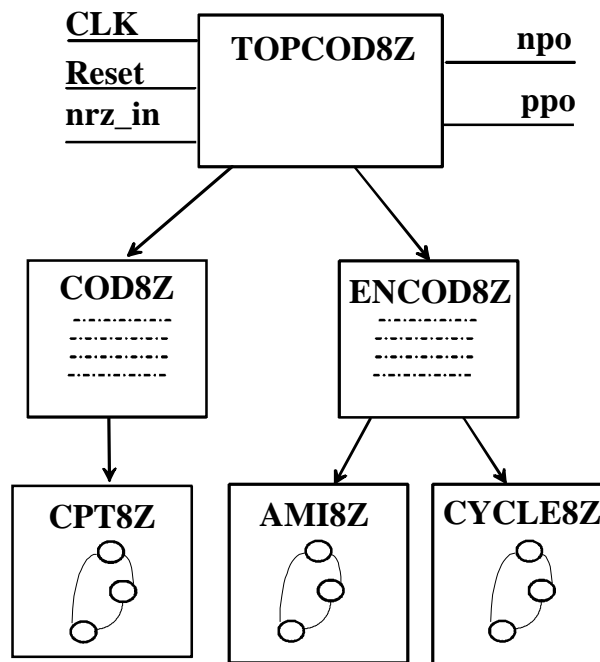 CLK
Reset
nrz_in
TOPCOD8Z
npo
ppo
COD8Z
ENCOD8Z
CPT8Z
AMI8Z
CYCLE8Z